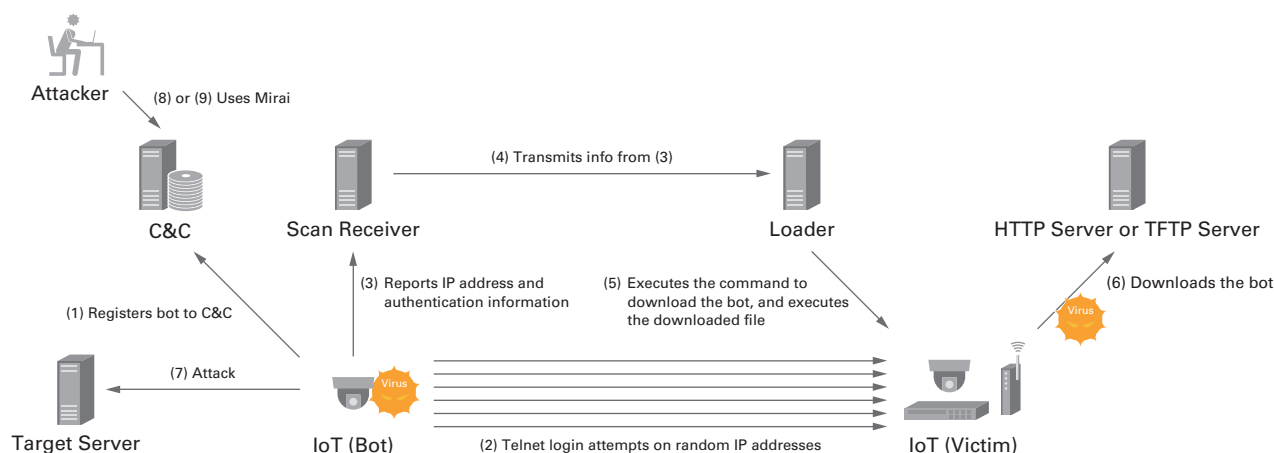 Attacker
(8) or (9) Uses Mirai
(4) Transmits info from (3)
C&C
Scan Receiver
Loader
HTTP Server or TFTP Server
(3) Reports IP address and
authentication information
(5) Executes the command to
download the bot, and executes
the downloaded file
(6) Downloads the bot
Virus
(1) Registers bot to C&C
(7) Attack
Virus
Target Server
IoT (Bot)
(2) Telnet login attempts on random IP addresses
IoT (Victim)